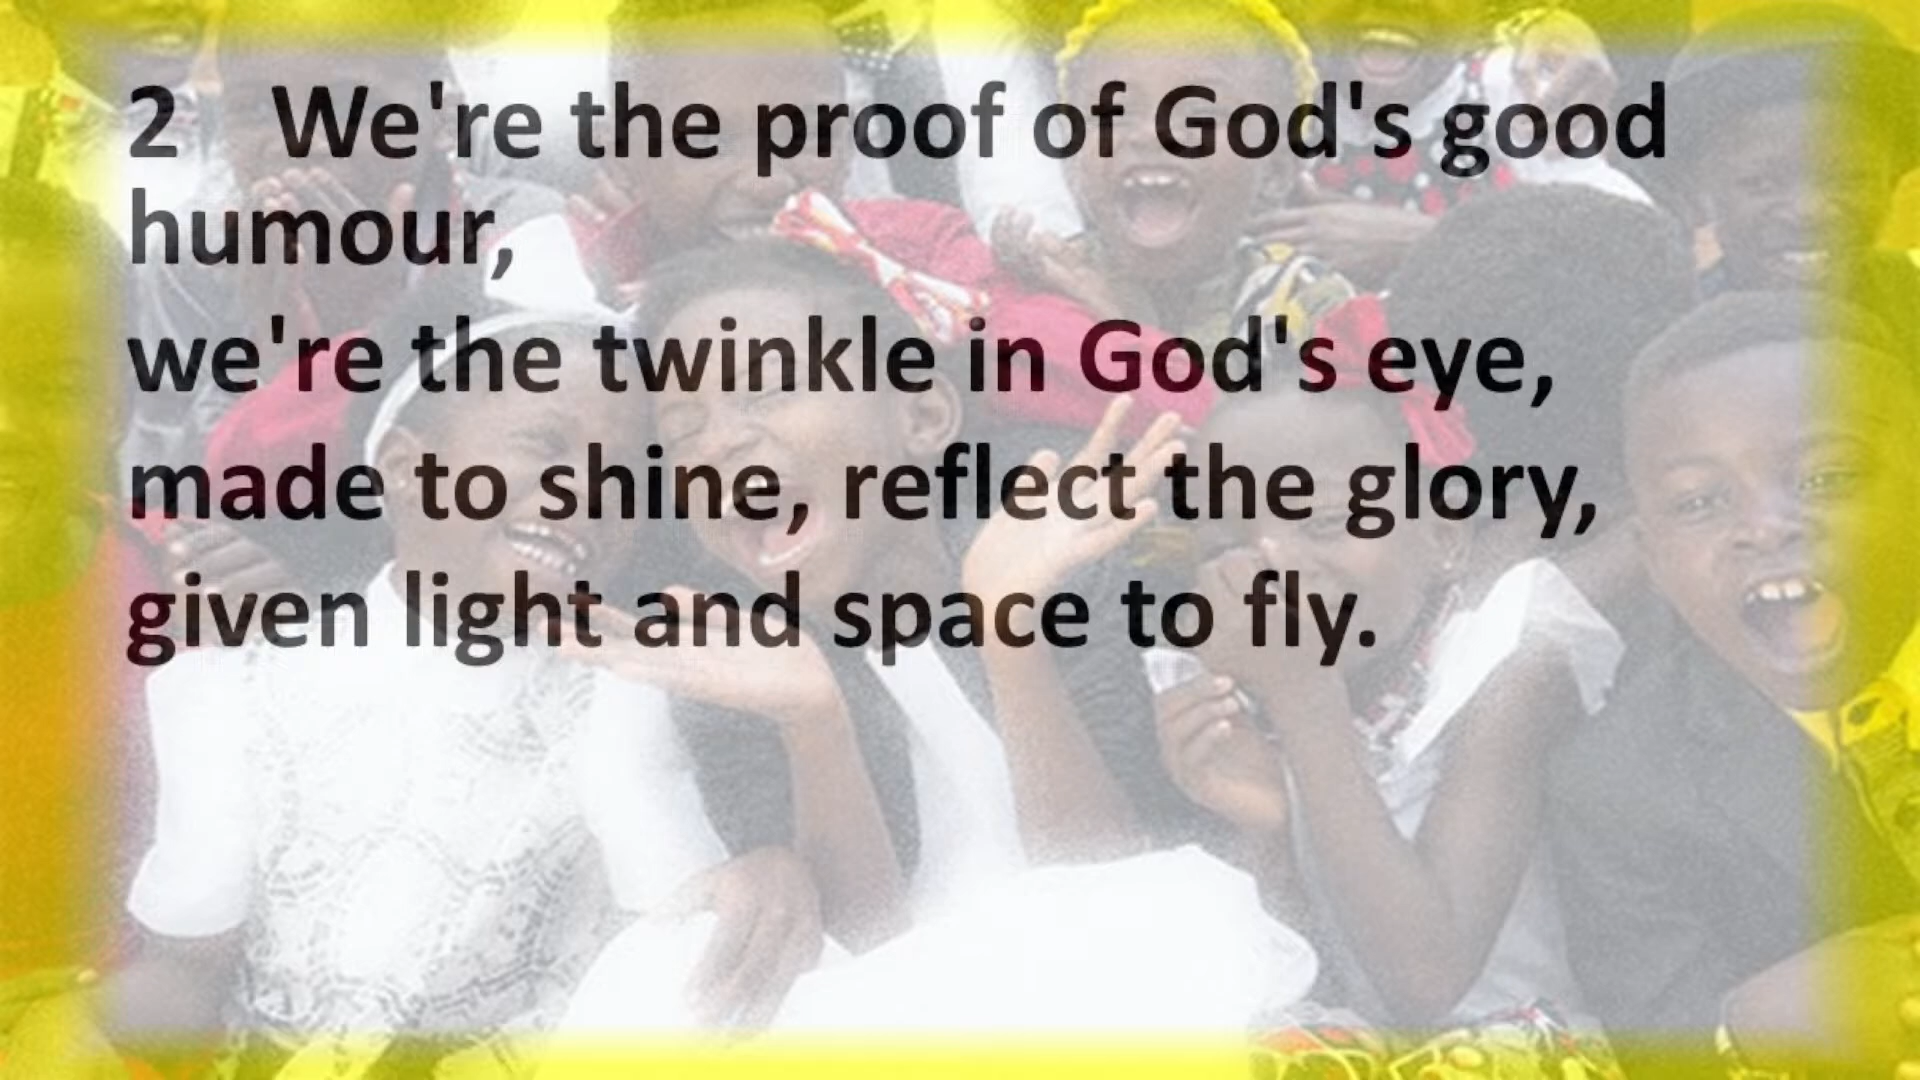 2 We're the proof of God's good
humour,
we're the twinkle in God's eye,
made to shine, reflect the glory,
given light and space to fly.